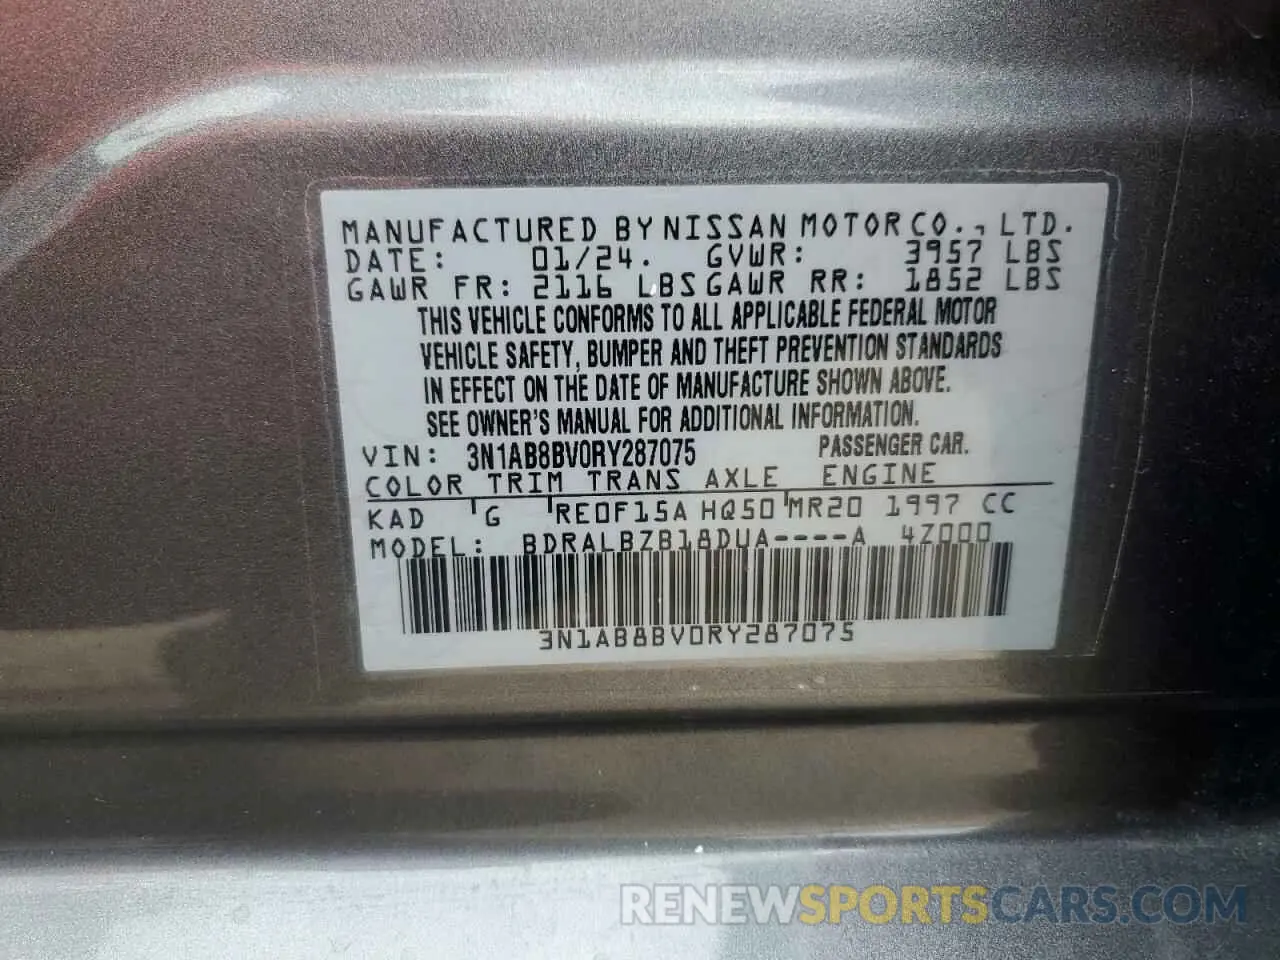 MANUFACTURED BY NISSAN MOTOR CO., LTD.
DATE: 01/24. GVWR: 3957 LBS
GAWR FR: 2116 LBS GAWR RR: 1852 LBS
THIS VEHICLE CONFORMS TO ALL APPLICABLE FEDERAL MOTOR
VEHICLE SAFETY, BUMPER AND THEFT PREVENTION STANDARDS
IN EFFECT ON THE DATE OF MANUFACTURE SHOWN ABOVE.
SEE OWNER'S MANUAL FOR ADDITIONAL INFORMATION.
VIN: 3N1AB8BV0RY287075 PASSENGER CAR.
COLOR TRIM TRANS AXLE ENGINE
KAD G RE0F15A HQ50 MR20 1997 CC
MODEL: BDRALBZB18DUA----A 4Z000
3N1AB8BV0RY287075
RENEWSPORTSCARS.COM